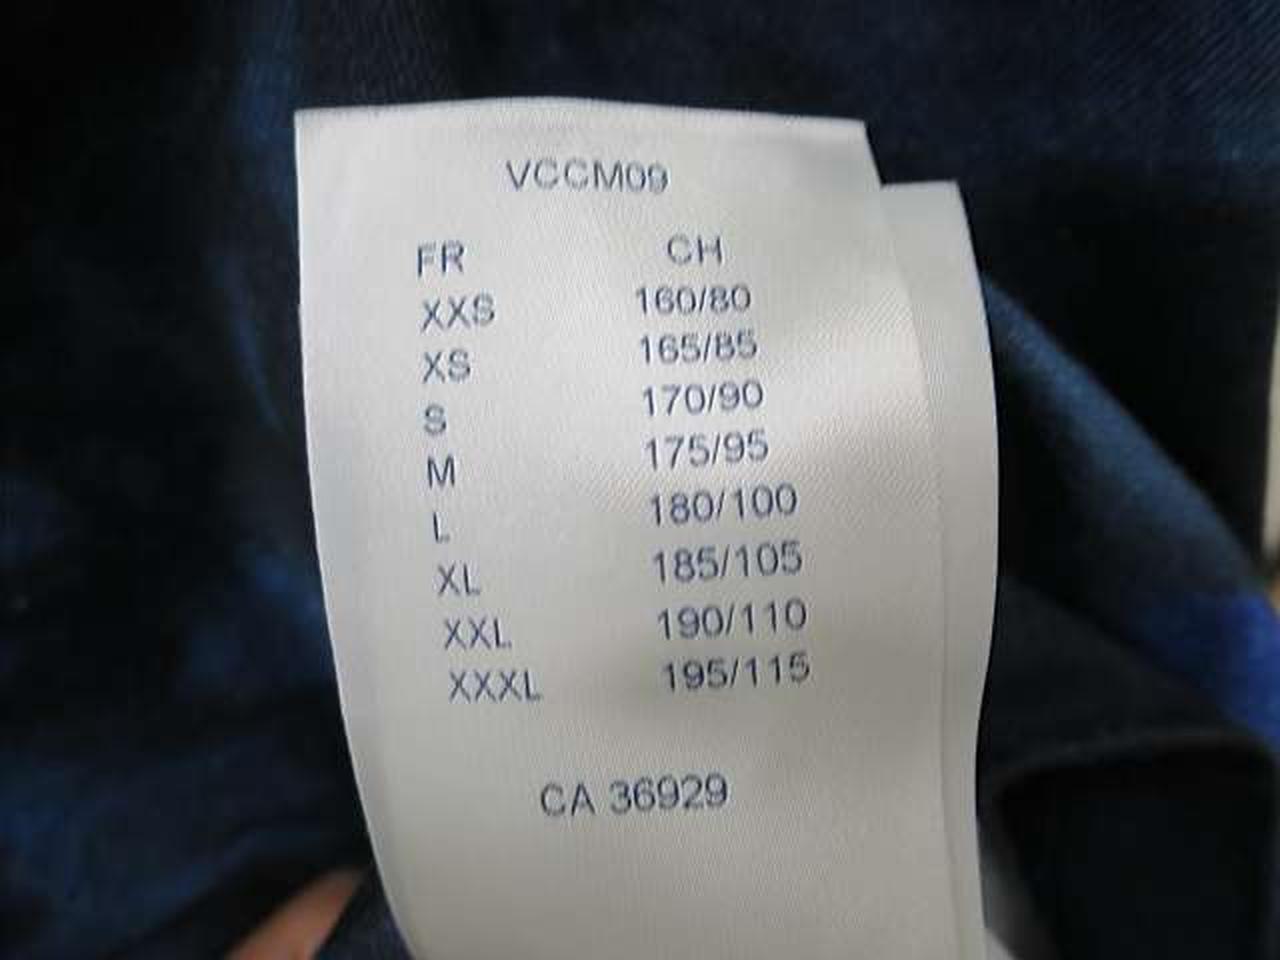 VCCM09
FR CH
XXS 160/80
XS 165/85
S 170/90
M 175/95
L 180/100
XL 185/105
XXL 190/110
XXXL 195/115
CA 36929